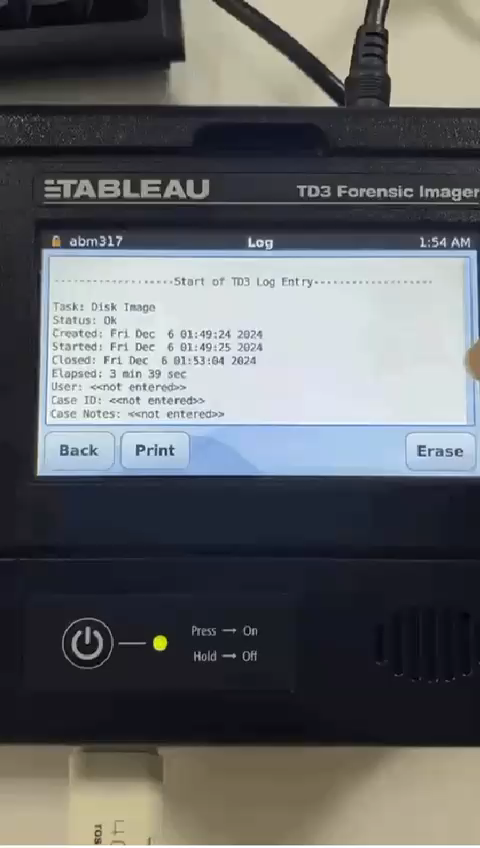 TABLEAU
TD3 Forensic Imager
abm317 Log 1:54 AM
------------------Start of TD3 Log Entry------------------
Task: Disk Image
Status: Ok
Created: Fri Dec  6 01:49:24 2024
Started: Fri Dec  6 01:49:25 2024
Closed: Fri Dec  6 01:53:04 2024
Elapsed: 3 min 39 sec
User: <<not entered>>
Case ID: <<not entered>>
Case Notes: <<not entered>>
Back Print Erase
Press → On
Hold → Off